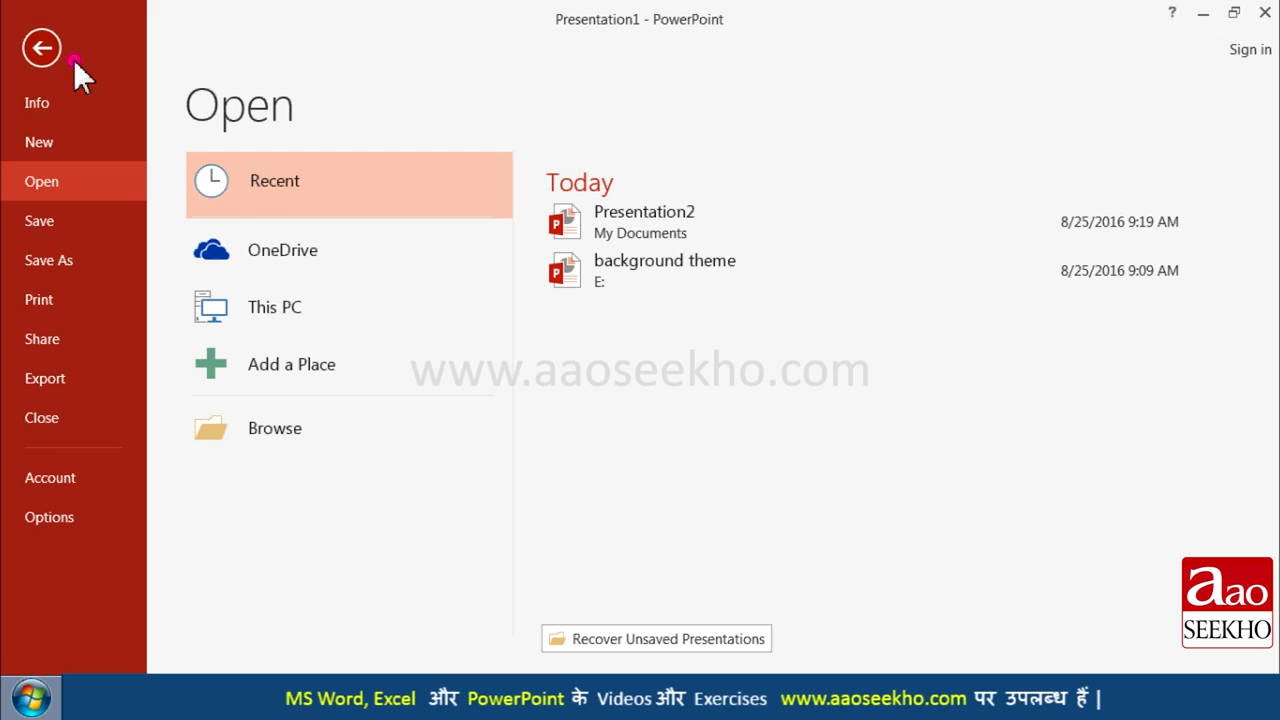 Presentation1 - PowerPoint
?
Sign in
Info
New
Open
Save
Save As
Print
Share
Export
Close
Account
Options
Open
Recent
OneDrive
This PC
Add a Place
Browse
Today
Presentation2
My Documents
8/25/2016 9:19 AM
background theme
E:
8/25/2016 9:09 AM
www.aaoseekho.com
Recover Unsaved Presentations
aao
SEEKHO
MS Word, Excel और PowerPoint के Videos और Exercises www.aaoseekho.com पर उपलब्ध हैं |